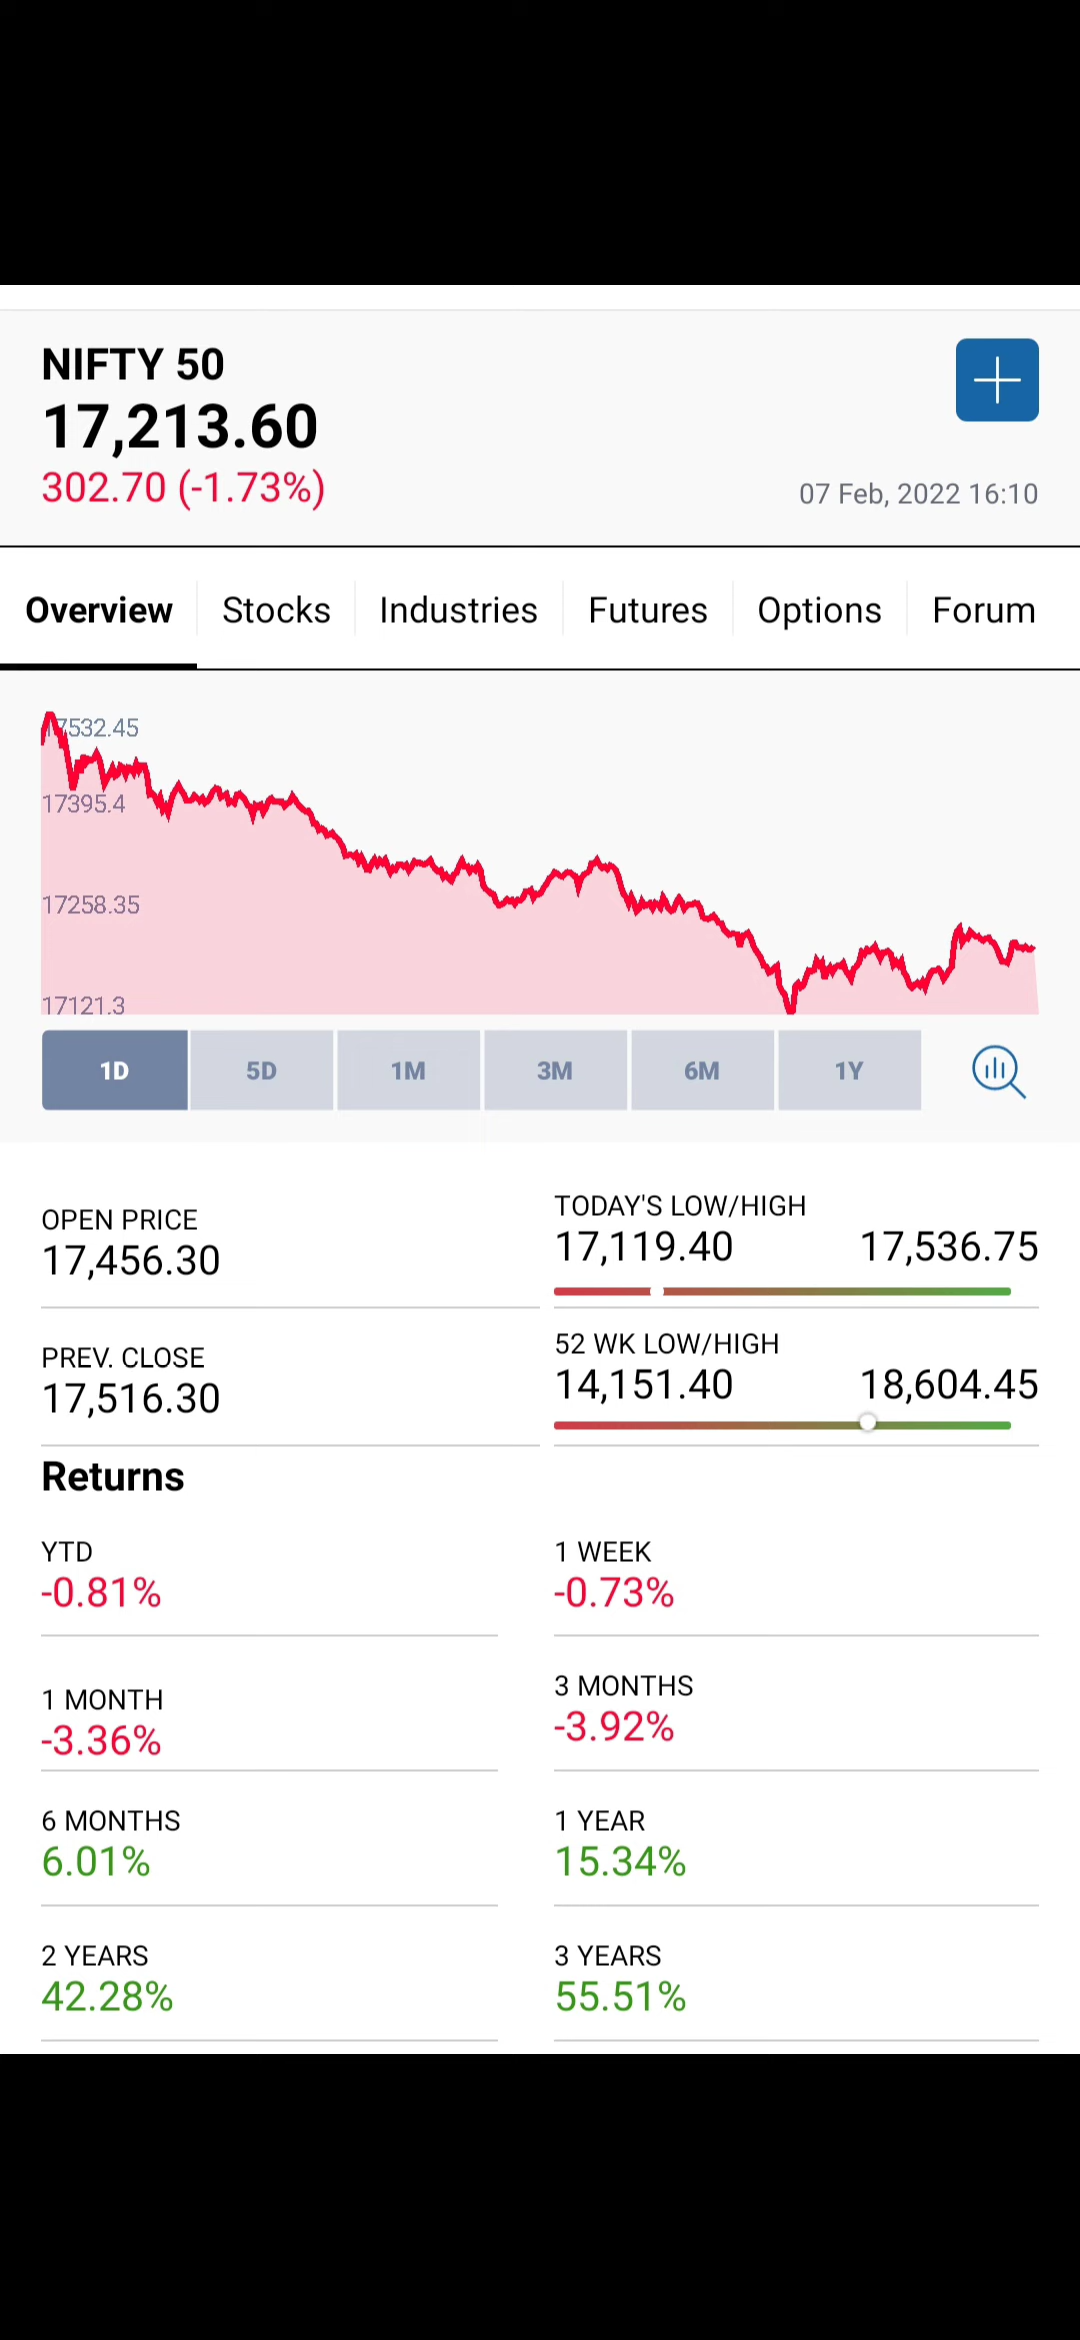 NIFTY 50
17,213.60
302.70 (-1.73%)
07 Feb, 2022 16:10
Overview Stocks Industries Futures Options Forum
17532.45
17395.4
17258.35
17121.3
1D 5D 1M 3M 6M 1Y
OPEN PRICE
17,456.30
TODAY'S LOW/HIGH
17,119.40 17,536.75
PREV. CLOSE
17,516.30
52 WK LOW/HIGH
14,151.40 18,604.45
Returns
YTD
-0.81%
1 WEEK
-0.73%
1 MONTH
-3.36%
3 MONTHS
-3.92%
6 MONTHS
6.01%
1 YEAR
15.34%
2 YEARS
42.28%
3 YEARS
55.51%